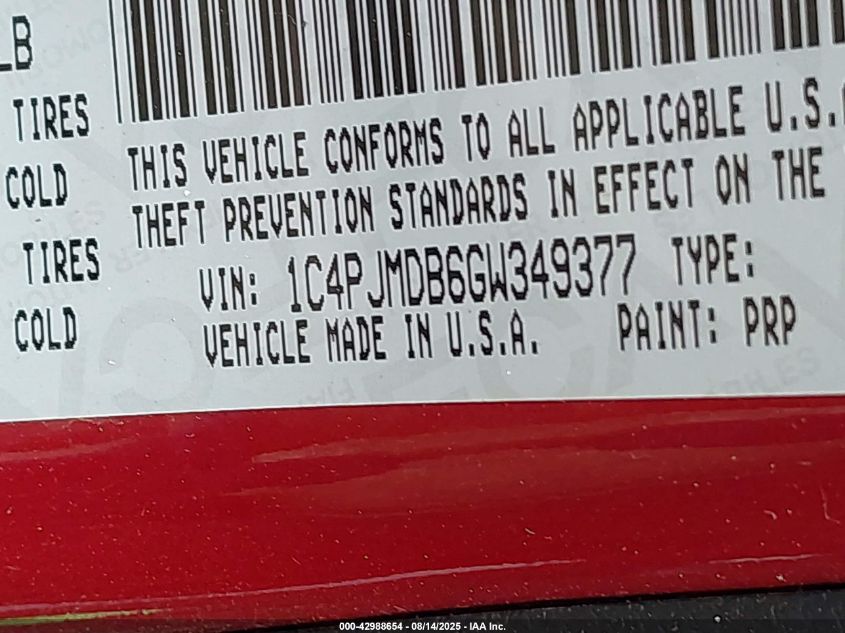 LB
TIRES
THIS VEHICLE CONFORMS TO ALL APPLICABLE U.S.
COLD
THEFT PREVENTION STANDARDS IN EFFECT ON THE
TIRES
VIN: 1C4PJMDB6GW349377 TYPE:
COLD
VEHICLE MADE IN U.S.A. PAINT: PRP
000-42988654 - 08/14/2025 - IAA Inc.